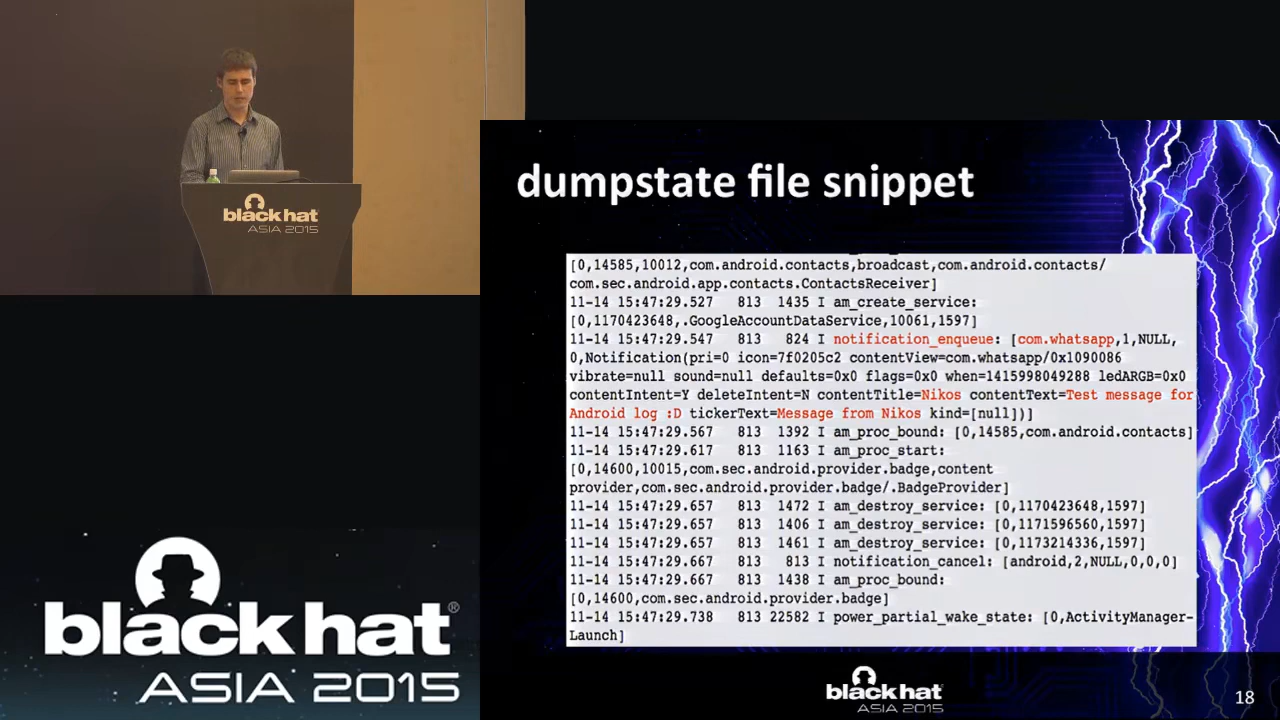 black hat
ASIA 2015
dumpstate file snippet
[0,14585,10012,com.android.contacts,broadcast,com.android.contacts/
com.sec.android.app.contacts.ContactsReceiver]
11-14 15:47:29.527   813  1435 I am_create_service:
[0,1170423648,.GoogleAccountDataService,10061,1597]
11-14 15:47:29.547   813   824 I notification_enqueue: [com.whatsapp,1,NULL,
0,Notification(pri=0 icon=7f0205c2 contentView=com.whatsapp/0x1090086
vibrate=null sound=null defaults=0x0 flags=0x0 when=1415998049288 ledARGB=0x0
contentIntent=Y deleteIntent=N contentTitle=Nikos contentText=Test message for
Android log :D tickerText=Message from Nikos kind=[null])]
11-14 15:47:29.567   813  1392 I am_proc_bound: [0,14585,com.android.contacts]
11-14 15:47:29.617   813  1163 I am_proc_start:
[0,14600,10015,com.sec.android.provider.badge,content
provider,com.sec.android.provider.badge/.BadgeProvider]
11-14 15:47:29.657   813  1472 I am_destroy_service: [0,1170423648,1597]
11-14 15:47:29.657   813  1406 I am_destroy_service: [0,1171596560,1597]
11-14 15:47:29.657   813  1461 I am_destroy_service: [0,1173214336,1597]
11-14 15:47:29.667   813   813 I notification_cancel: [android,2,NULL,0,0,0]
11-14 15:47:29.667   813  1438 I am_proc_bound:
[0,14600,com.sec.android.provider.badge]
11-14 15:47:29.738   813 22582 I power_partial_wake_state: [0,ActivityManager-
Launch]
black hat®
ASIA 2015
black hat
ASIA 2015
18